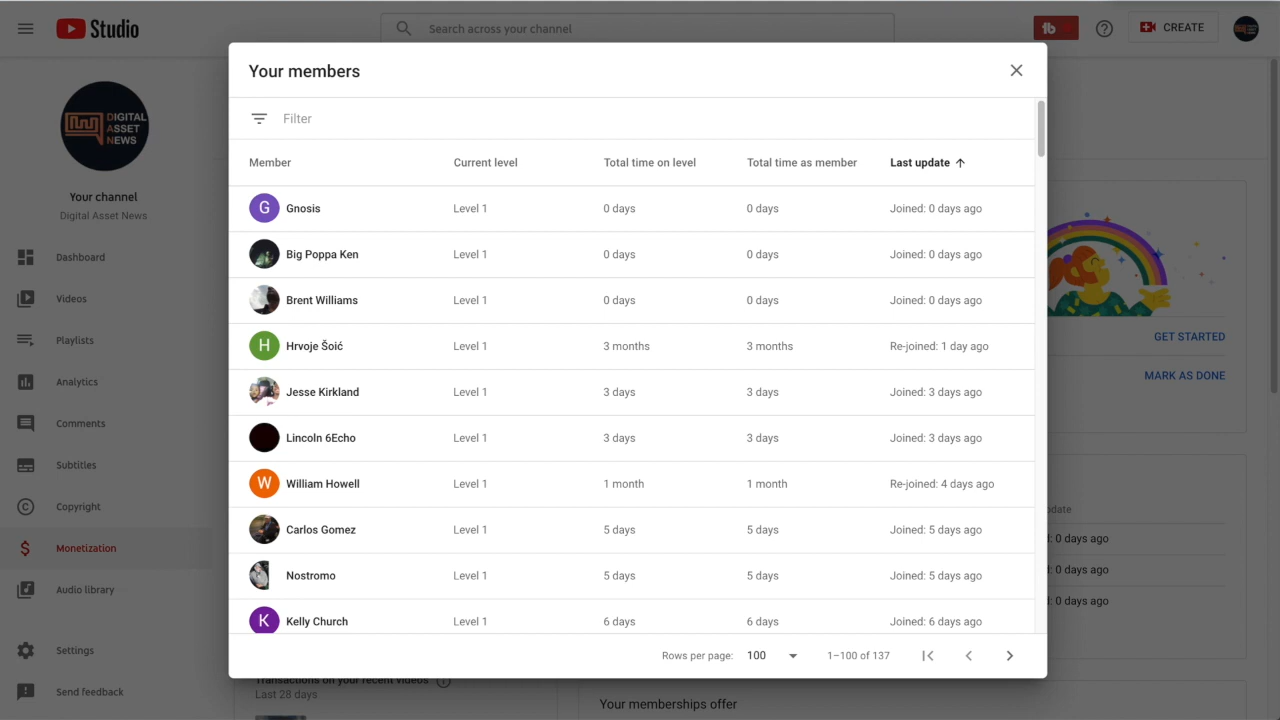 Studio
Search across your channel
CREATE
Your members
Filter
Member Current level Total time on level Total time as member Last update
G Gnosis Level 1 0 days 0 days Joined: 0 days ago
Big Poppa Ken Level 1 0 days 0 days Joined: 0 days ago
Brent Williams Level 1 0 days 0 days Joined: 0 days ago
H Hrvoje Šoić Level 1 3 months 3 months Re-joined: 1 day ago
Jesse Kirkland Level 1 3 days 3 days Joined: 3 days ago
Lincoln 6Echo Level 1 3 days 3 days Joined: 3 days ago
W William Howell Level 1 1 month 1 month Re-joined: 4 days ago
Carlos Gomez Level 1 5 days 5 days Joined: 5 days ago
Nostromo Level 1 5 days 5 days Joined: 5 days ago
K Kelly Church Level 1 6 days 6 days Joined: 6 days ago
Rows per page: 100 1–100 of 137
DIGITAL
ASSET
NEWS
Your channel
Digital Asset News
Dashboard
Videos
Playlists
Analytics
Comments
Subtitles
Copyright
Monetization
Audio library
Settings
Send feedback
GET STARTED
MARK AS DONE
0 days ago
0 days ago
0 days ago
Transactions on your recent videos
Last 28 days
Your memberships offer